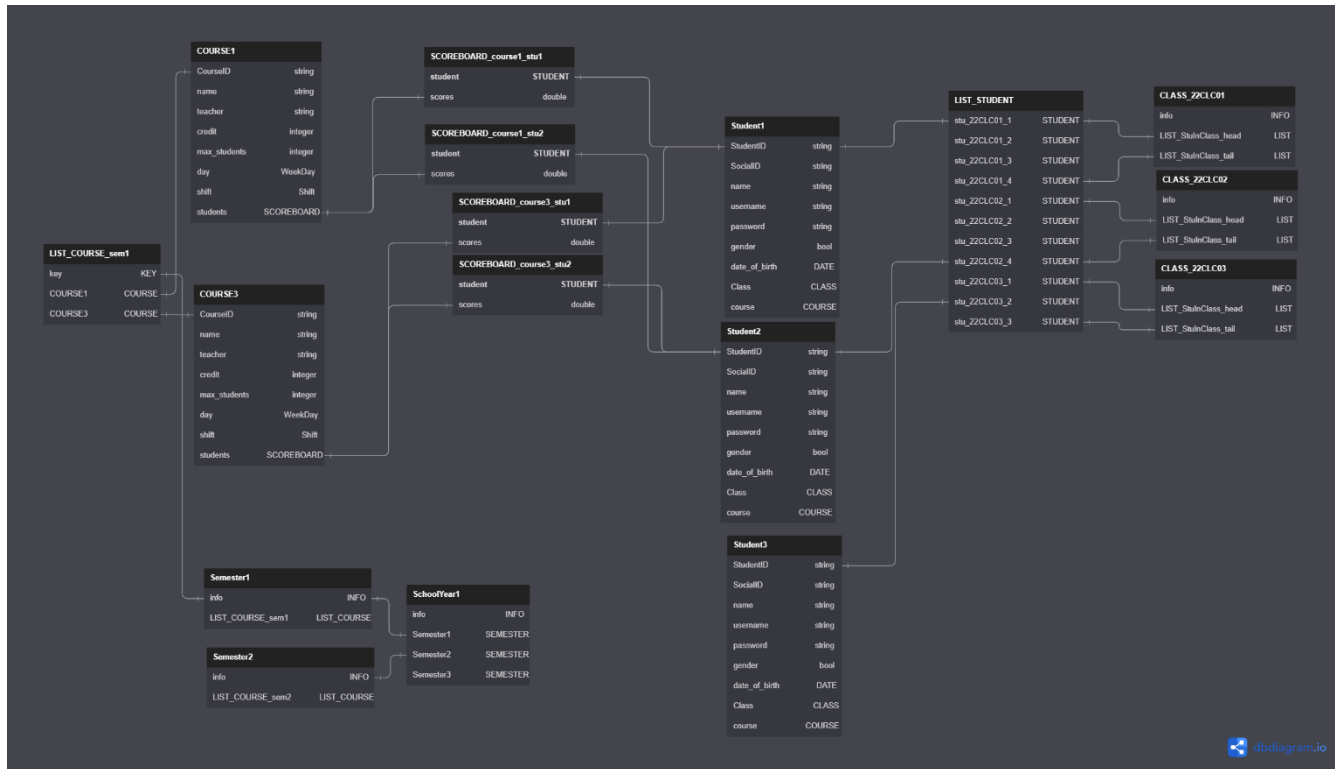 LIST_COURSE_sem1
key KEY
COURSE1 COURSE
COURSE3 COURSE
COURSE1
CourseID string
name string
teacher string
credit integer
max_students integer
day WeekDay
shift Shift
students SCOREBOARD
COURSE3
CourseID string
name string
teacher string
credit integer
max_students integer
day WeekDay
shift Shift
students SCOREBOARD
Semester1
info INFO
LIST_COURSE_sem1 LIST_COURSE
Semester2
info INFO
LIST_COURSE_sem2 LIST_COURSE
SchoolYear1
info INFO
Semester1 SEMESTER
Semester2 SEMESTER
Semester3 SEMESTER
SCOREBOARD_course1_stu1
student STUDENT
scores double
SCOREBOARD_course1_stu2
student STUDENT
scores double
SCOREBOARD_course3_stu1
student STUDENT
scores double
SCOREBOARD_course3_stu2
student STUDENT
scores double
Student1
StudentID string
SocialID string
name string
username string
password string
gender bool
date_of_birth DATE
Class CLASS
course COURSE
Student2
StudentID string
SocialID string
name string
username string
password string
gender bool
date_of_birth DATE
Class CLASS
course COURSE
Student3
StudentID string
SocialID string
name string
username string
password string
gender bool
date_of_birth DATE
Class CLASS
course COURSE
LIST_STUDENT
stu_22CLC01_1 STUDENT
stu_22CLC01_2 STUDENT
stu_22CLC01_3 STUDENT
stu_22CLC01_4 STUDENT
stu_22CLC02_1 STUDENT
stu_22CLC02_2 STUDENT
stu_22CLC02_3 STUDENT
stu_22CLC02_4 STUDENT
stu_22CLC03_1 STUDENT
stu_22CLC03_2 STUDENT
stu_22CLC03_3 STUDENT
CLASS_22CLC01
info INFO
LIST_StuInClass_head LIST
LIST_StuInClass_tail LIST
CLASS_22CLC02
info INFO
LIST_StuInClass_head LIST
LIST_StuInClass_tail LIST
CLASS_22CLC03
info INFO
LIST_StuInClass_head LIST
LIST_StuInClass_tail LIST
dbdiagram.io